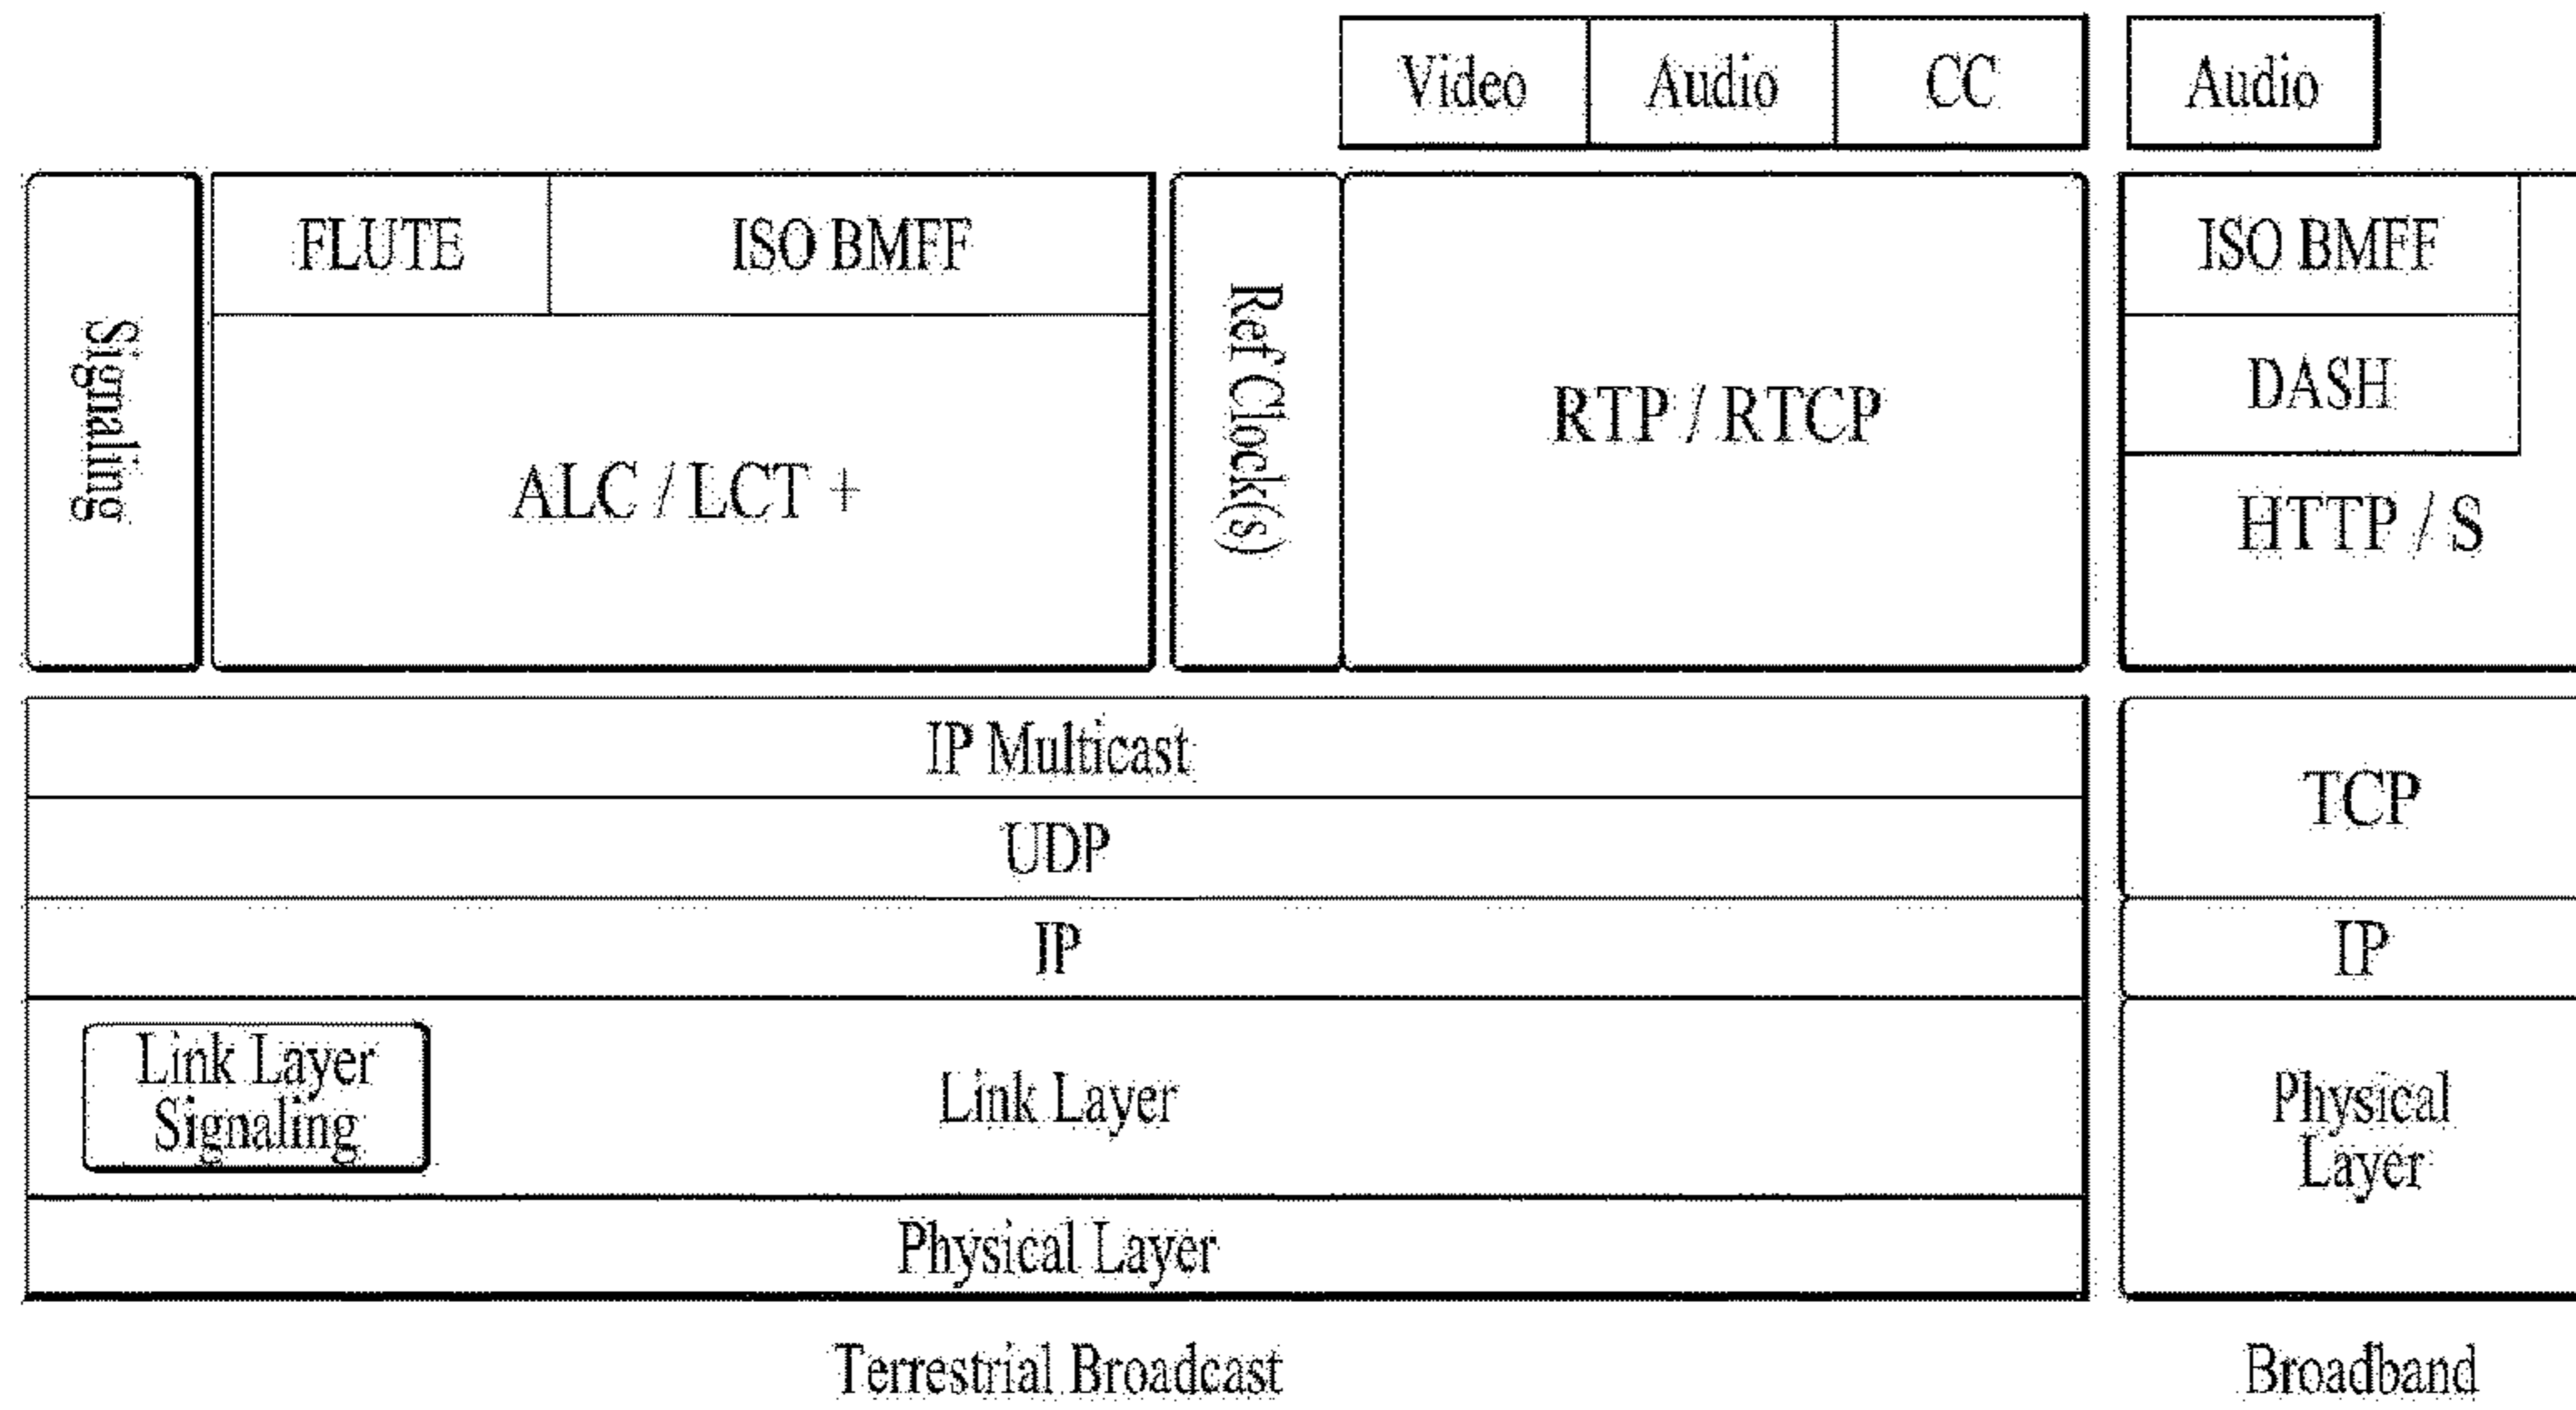 Video Audio CC Audio
Signaling
FLUTE ISO BMFF
ALC / LCT +
Ref Clock(s)
RTP / RTCP
ISO BMFF
DASH
HTTP / S
IP Multicast
UDP
IP
Link Layer
Signaling
Link Layer
Physical Layer
TCP
IP
Physical
Layer
Terrestrial Broadcast
Broadband